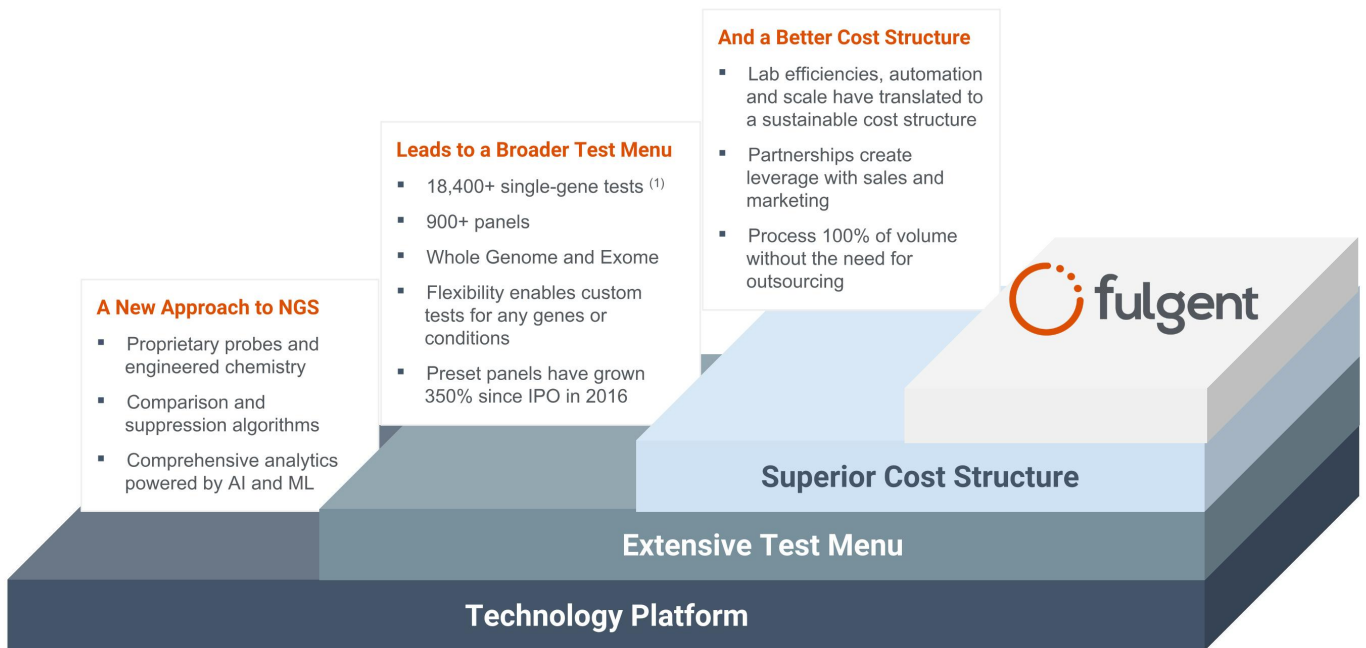 A New Approach to NGS
▪ Proprietary probes and
engineered chemistry
▪ Comparison and
suppression algorithms
▪ Comprehensive analytics
powered by AI and ML
Leads to a Broader Test Menu
▪ 18,400+ single-gene tests (1)
▪ 900+ panels
▪ Whole Genome and Exome
▪ Flexibility enables custom
tests for any genes or
conditions
▪ Preset panels have grown
350% since IPO in 2016
And a Better Cost Structure
▪ Lab efficiencies, automation
and scale have translated to
a sustainable cost structure
▪ Partnerships create
leverage with sales and
marketing
▪ Process 100% of volume
without the need for
outsourcing
fulgent
Superior Cost Structure
Extensive Test Menu
Technology Platform